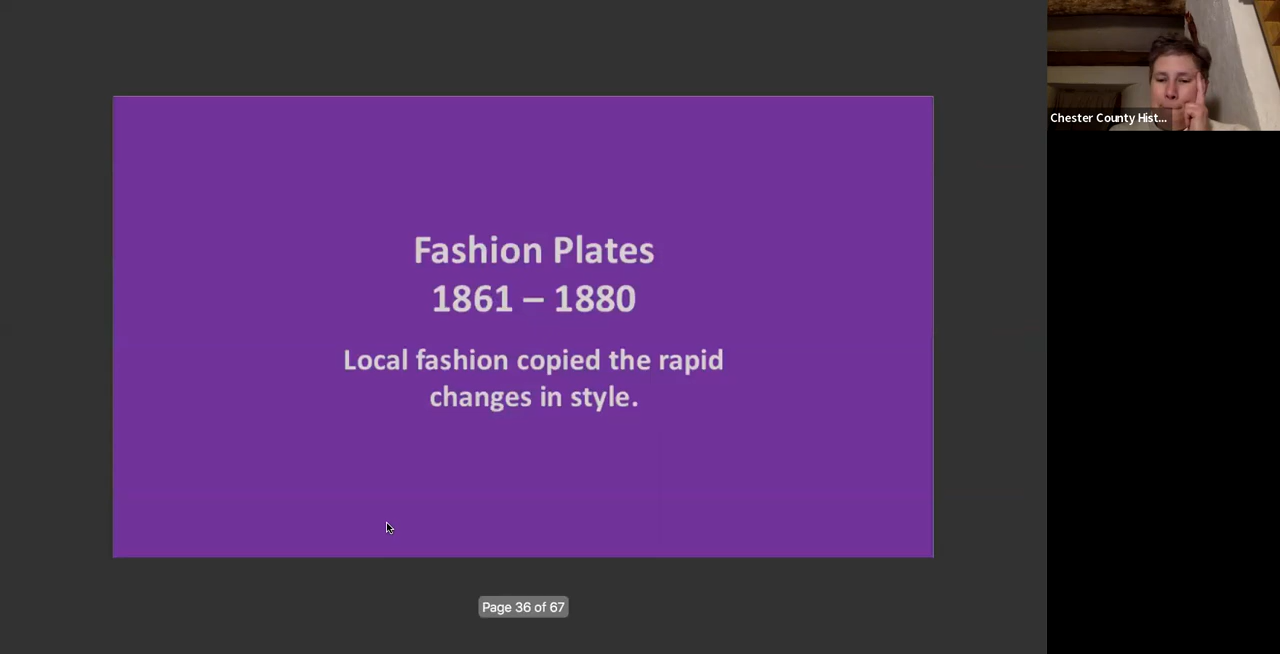 Fashion Plates
1861 – 1880
Local fashion copied the rapid
changes in style.
Page 36 of 67
Chester County Hist...